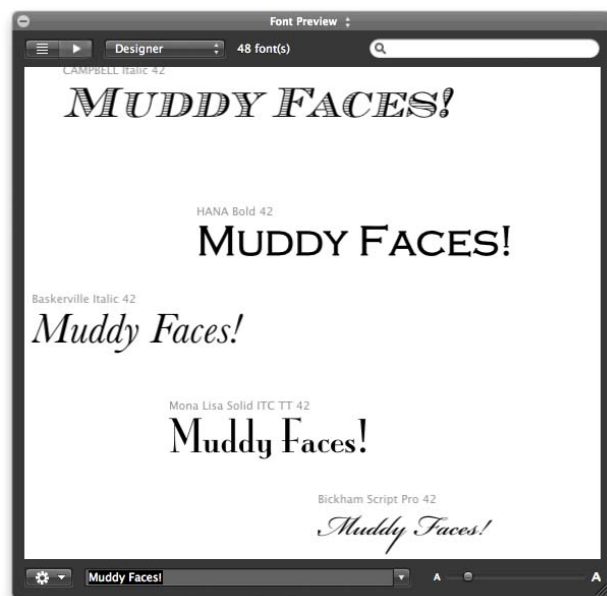 Font Preview
Designer 48 font(s)
CAMPBELL Italic 42
MUDDY FACES!
HANA Bold 42
MUDDY FACES!
Baskerville Italic 42
Muddy Faces!
Mona Lisa Solid ITC TT 42
Muddy Faces!
Bickham Script Pro 42
Muddy Faces!
Muddy Faces! A A